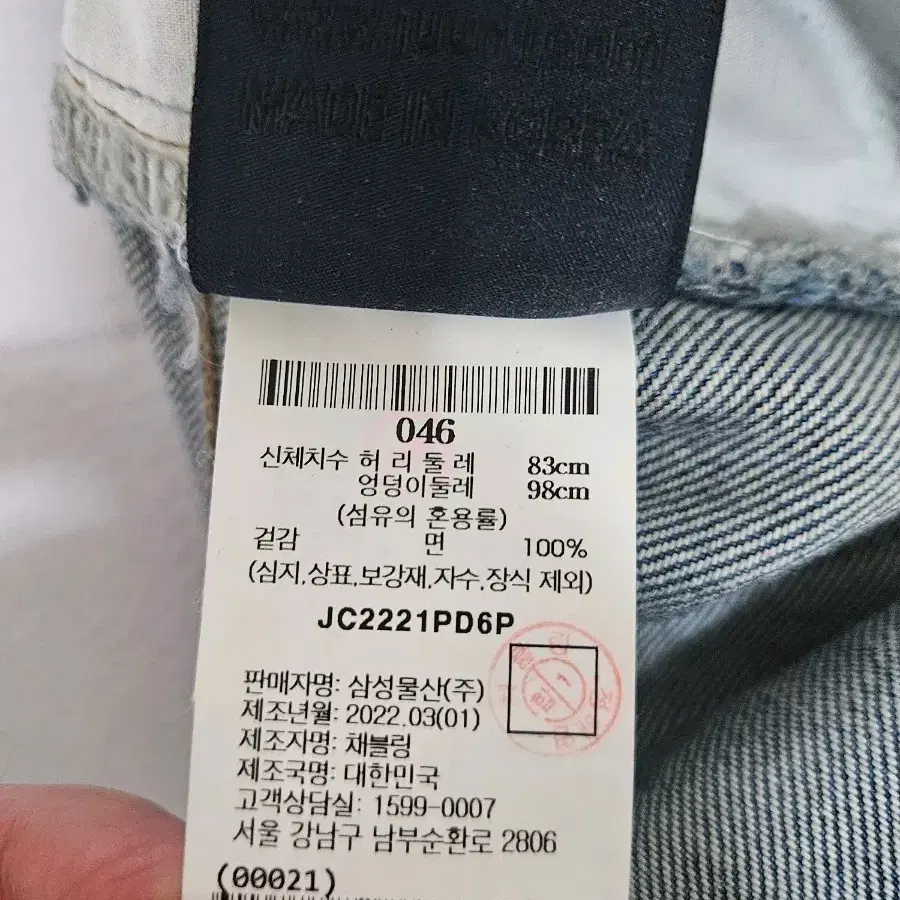 MADE IN KOREA
046
신체치수 허 리 둘 레 83cm
엉덩이둘레 98cm
(섬유의 혼용률)
겉감 면 100%
(심지,상표,보강재,자수,장식 제외)
JC2221PD6P
판매자명: 삼성물산(주)
제조년월: 2022.03(01)
제조자명: 채블링
제조국명: 대한민국
고객상담실: 1599-0007
서울 강남구 남부순환로 2806
(00021)